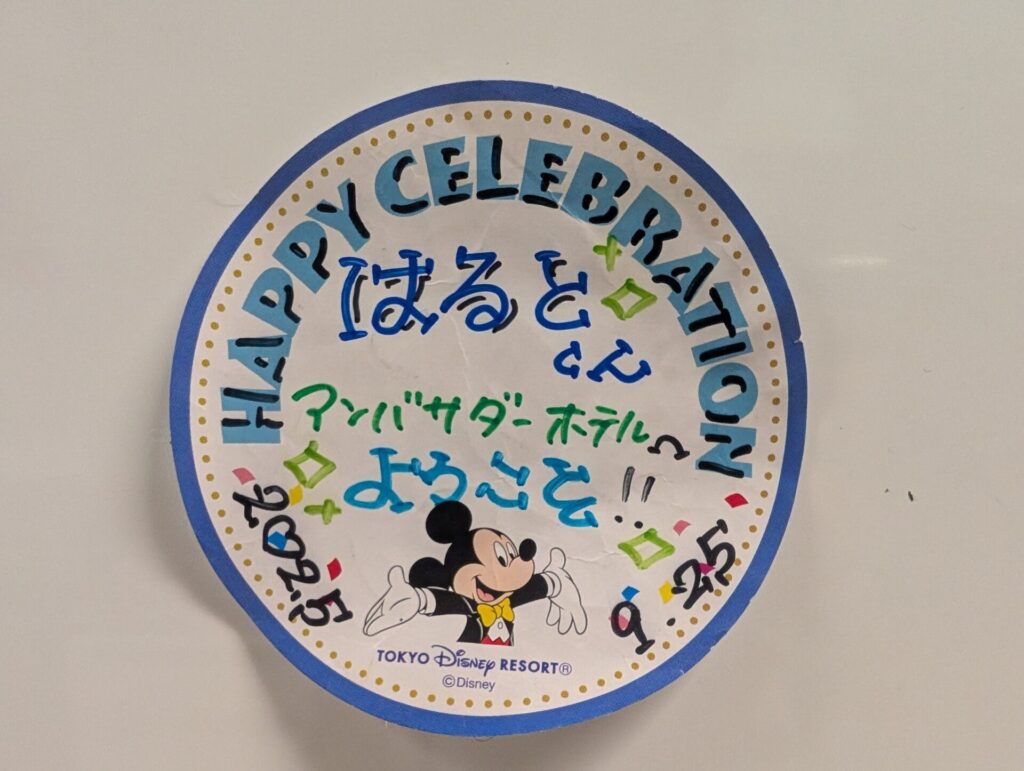 HAPPY CELEBRATION
はると
くん
アンバサダーホテルへ
ようこそ!!
2025
9.25
TOKYO Disney RESORT®
©Disney